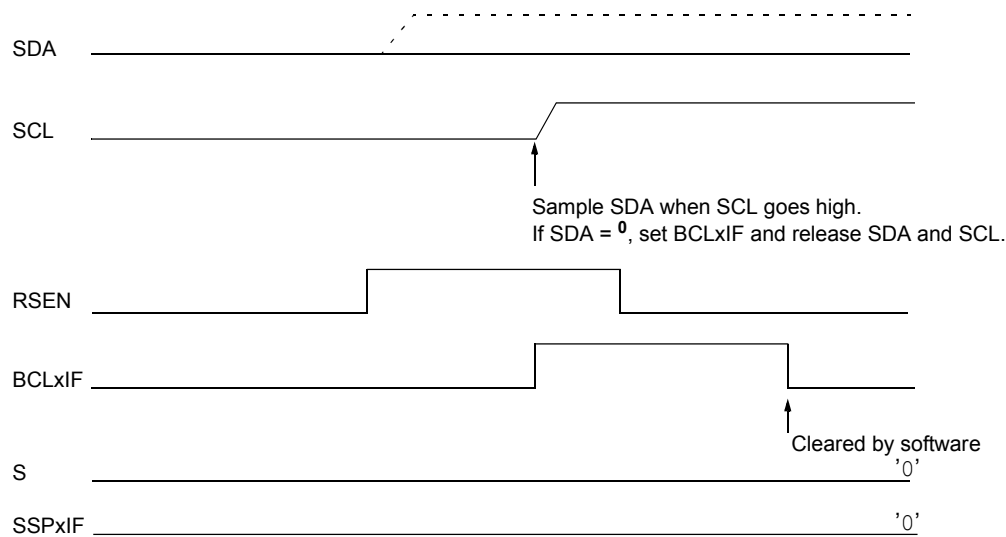 SDA
SCL
Sample SDA when SCL goes high.
If SDA = 0, set BCLxIF and release SDA and SCL.
RSEN
BCLxIF
Cleared by software
S
'0'
SSPxIF
'0'